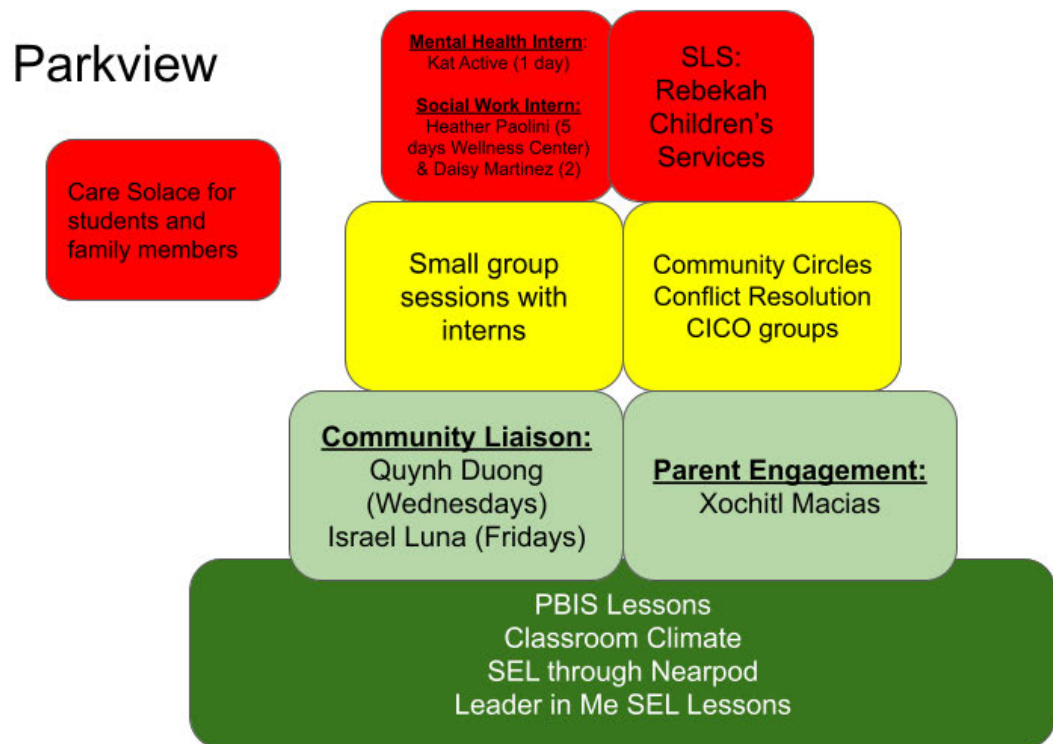 Parkview
Mental Health Intern:
Kat Active (1 day)
Social Work Intern:
Heather Paolini (5
days Wellness Center)
& Daisy Martinez (2)
SLS:
Rebekah
Children's
Services
Care Solace for
students and
family members
Small group
sessions with
interns
Community Circles
Conflict Resolution
CICO groups
Community Liaison:
Quynh Duong
(Wednesdays)
Israel Luna (Fridays)
Parent Engagement:
Xochitl Macias
PBIS Lessons
Classroom Climate
SEL through Nearpod
Leader in Me SEL Lessons